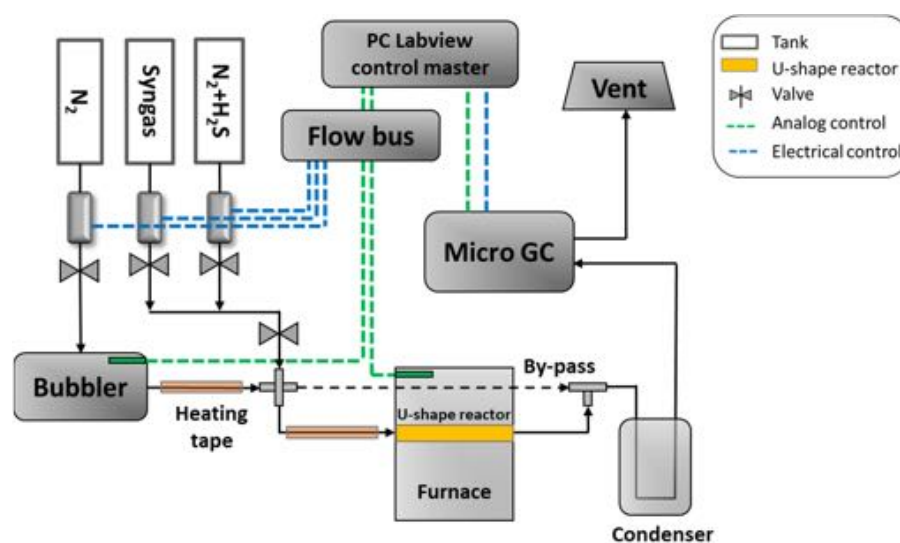 N₂
Syngas
N₂+H₂S
PC Labview
control master
Flow bus
Vent
Tank
U-shape reactor
Valve
Analog control
Electrical control
Micro GC
Bubbler
Heating
tape
By-pass
U-shape reactor
Furnace
Condenser